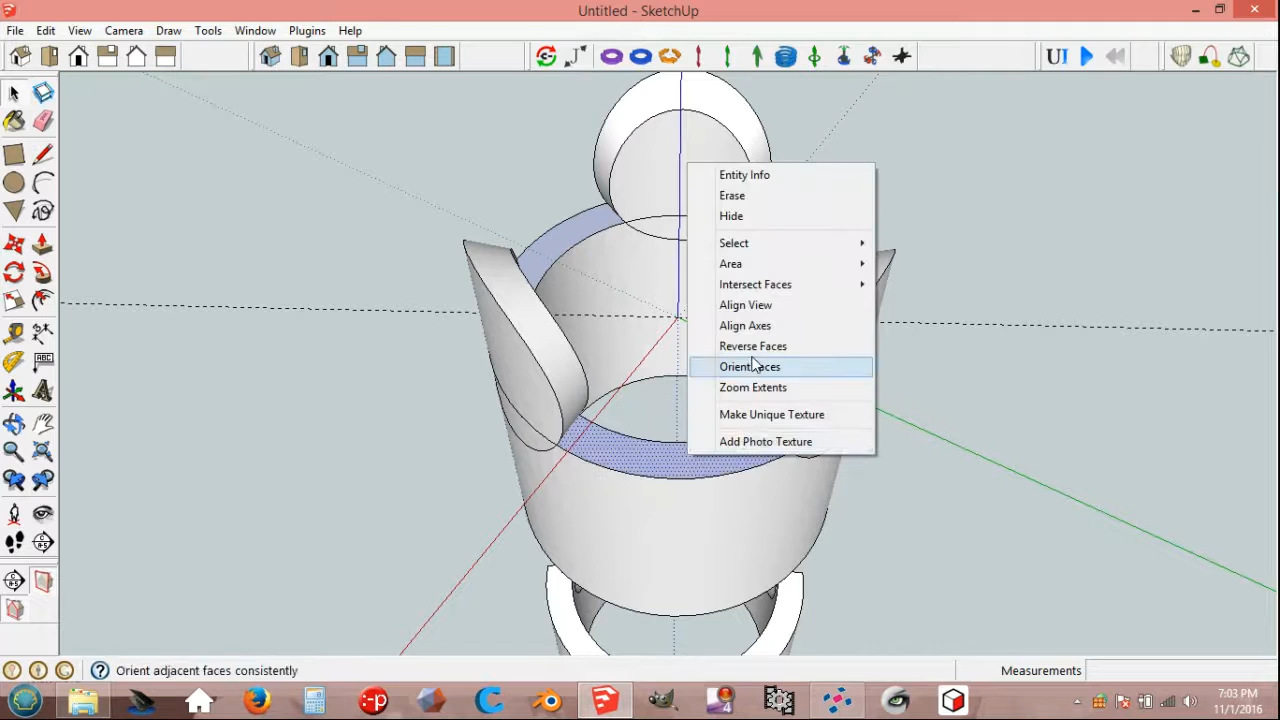 Untitled - SketchUp
File Edit View Camera Draw Tools Window Plugins Help
UI
ABC
Entity Info
Erase
Hide
Select
Area
Intersect Faces
Align View
Align Axes
Reverse Faces
Orient Faces
Zoom Extents
Make Unique Texture
Add Photo Texture
Orient adjacent faces consistently
Measurements
7:03 PM
11/1/2016